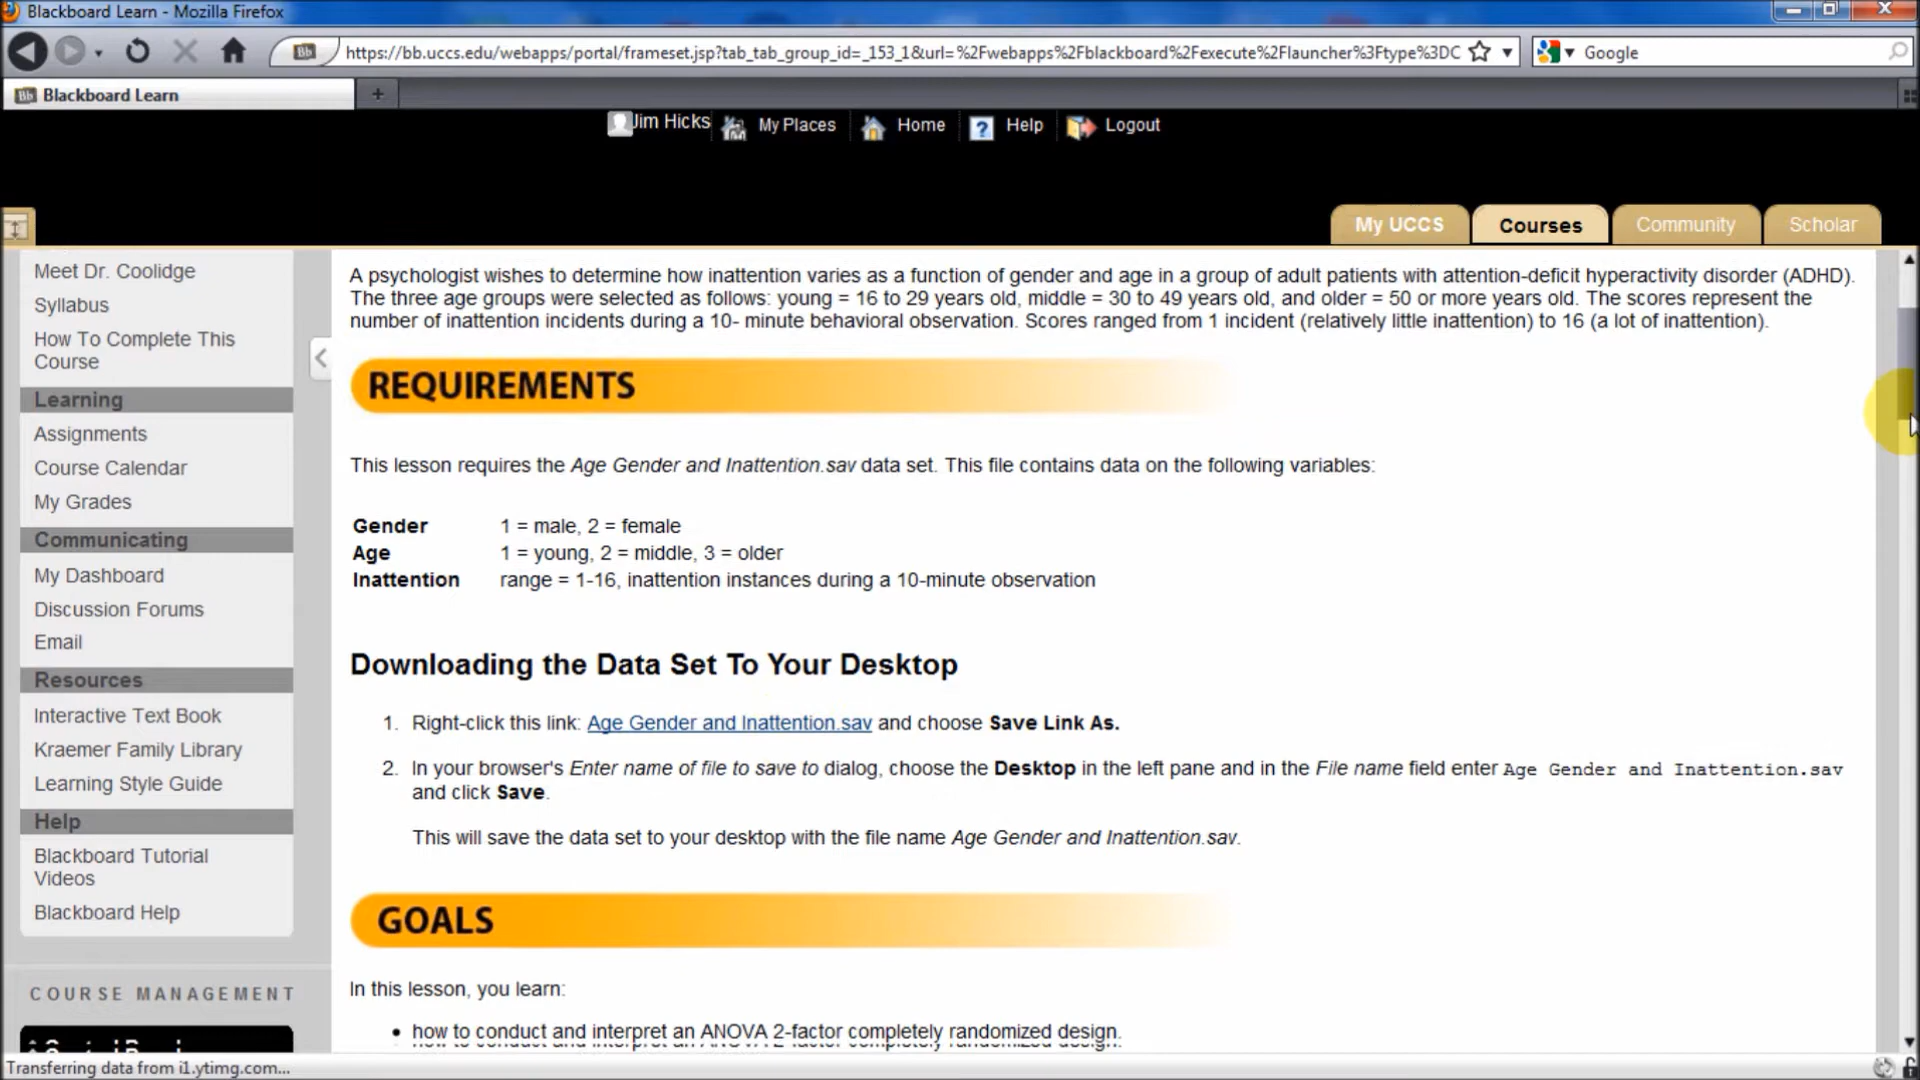 Blackboard Learn - Mozilla Firefox
https://bb.uccs.edu/webapps/portal/frameset.jsp?tab_tab_group_id=_153_1&url=%2Fwebapps%2Fblackboard%2Fexecute%2Flauncher%3Ftype%3DC
Google
Blackboard Learn
Jim Hicks My Places Home Help Logout
My UCCS Courses Community Scholar
Meet Dr. Coolidge
Syllabus
How To Complete This
Course
Learning
Assignments
Course Calendar
My Grades
Communicating
My Dashboard
Discussion Forums
Email
Resources
Interactive Text Book
Kraemer Family Library
Learning Style Guide
Help
Blackboard Tutorial
Videos
Blackboard Help
COURSE MANAGEMENT
A psychologist wishes to determine how inattention varies as a function of gender and age in a group of adult patients with attention-deficit hyperactivity disorder (ADHD).
The three age groups were selected as follows: young = 16 to 29 years old, middle = 30 to 49 years old, and older = 50 or more years old. The scores represent the
number of inattention incidents during a 10- minute behavioral observation. Scores ranged from 1 incident (relatively little inattention) to 16 (a lot of inattention).
REQUIREMENTS
This lesson requires the Age Gender and Inattention.sav data set. This file contains data on the following variables:
Gender 1 = male, 2 = female
Age 1 = young, 2 = middle, 3 = older
Inattention range = 1-16, inattention instances during a 10-minute observation
Downloading the Data Set To Your Desktop
1. Right-click this link: Age Gender and Inattention.sav and choose Save Link As.
2. In your browser's Enter name of file to save to dialog, choose the Desktop in the left pane and in the File name field enter Age Gender and Inattention.sav
and click Save.
This will save the data set to your desktop with the file name Age Gender and Inattention.sav.
GOALS
In this lesson, you learn:
• how to conduct and interpret an ANOVA 2-factor completely randomized design.
Transferring data from i1.ytimg.com...